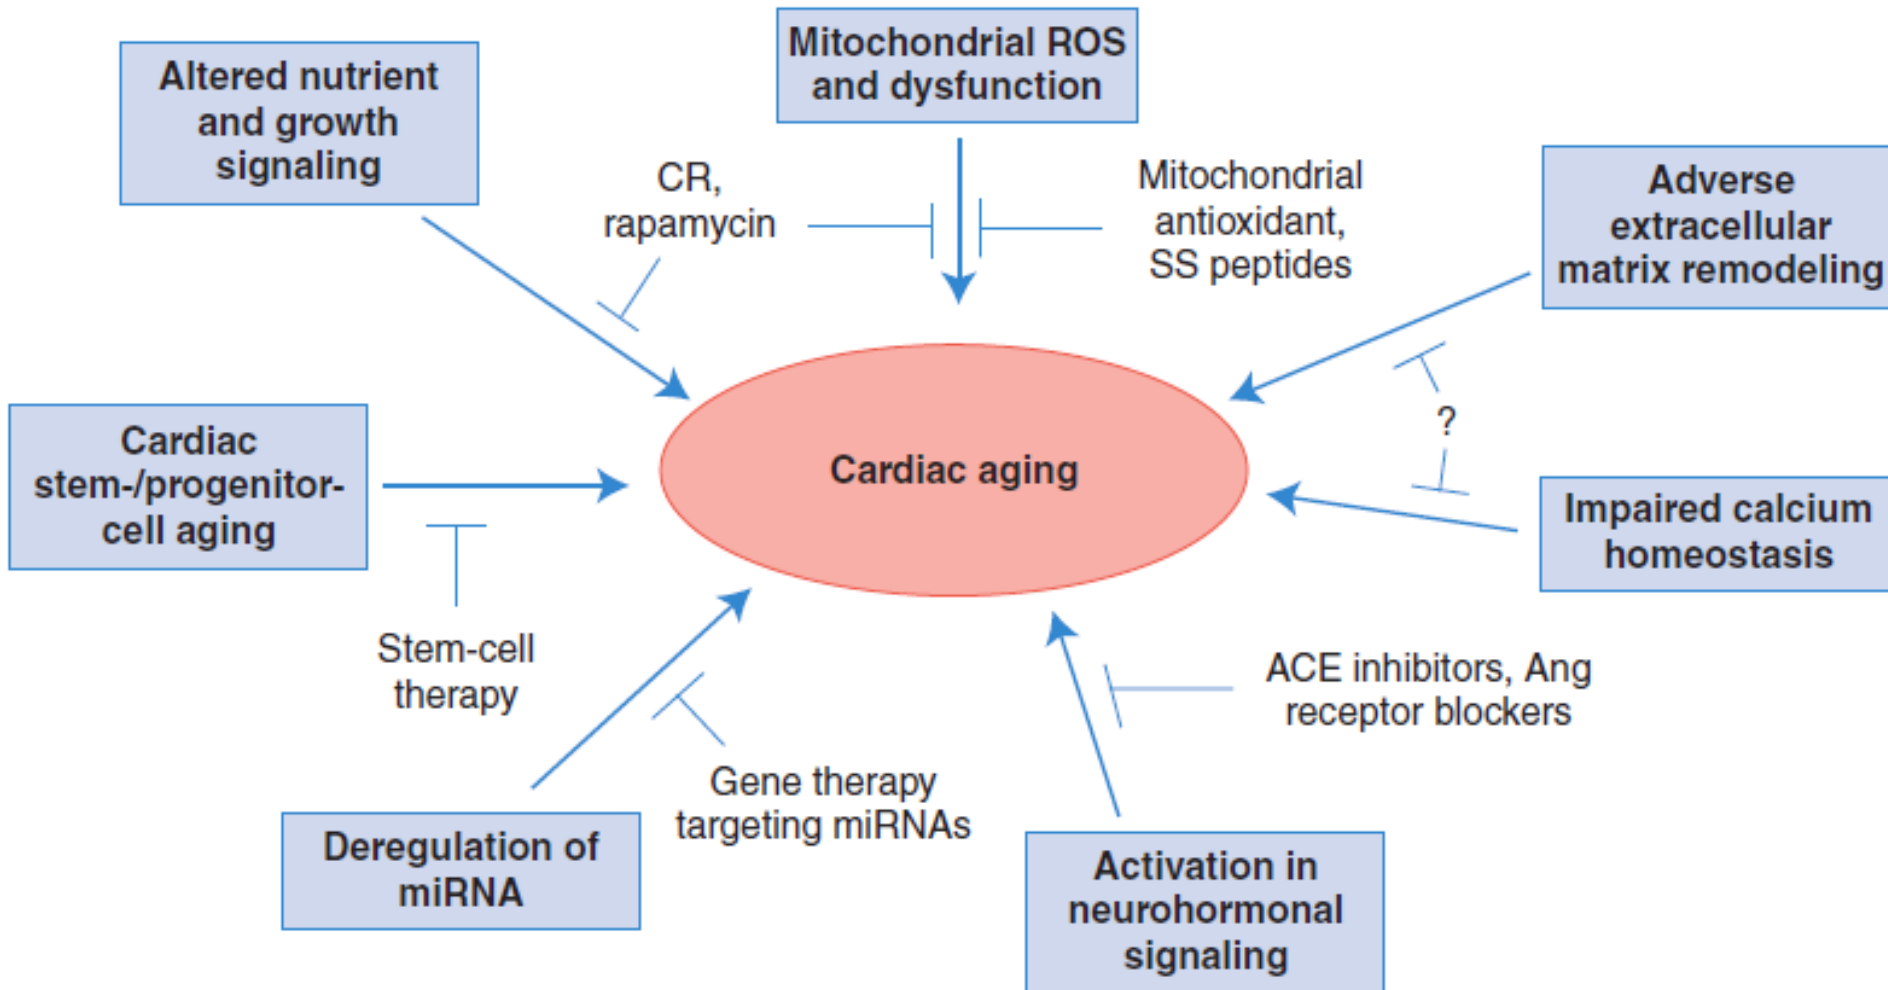 Mitochondrial ROS
and dysfunction
Altered nutrient
and growth
signaling
CR,
rapamycin
Mitochondrial
antioxidant,
SS peptides
Adverse
extracellular
matrix remodeling
?
Cardiac
stem-/progenitor-
cell aging
Cardiac aging
Impaired calcium
homeostasis
Stem-cell
therapy
ACE inhibitors, Ang
receptor blockers
Gene therapy
targeting miRNAs
Deregulation of
miRNA
Activation in
neurohormonal
signaling